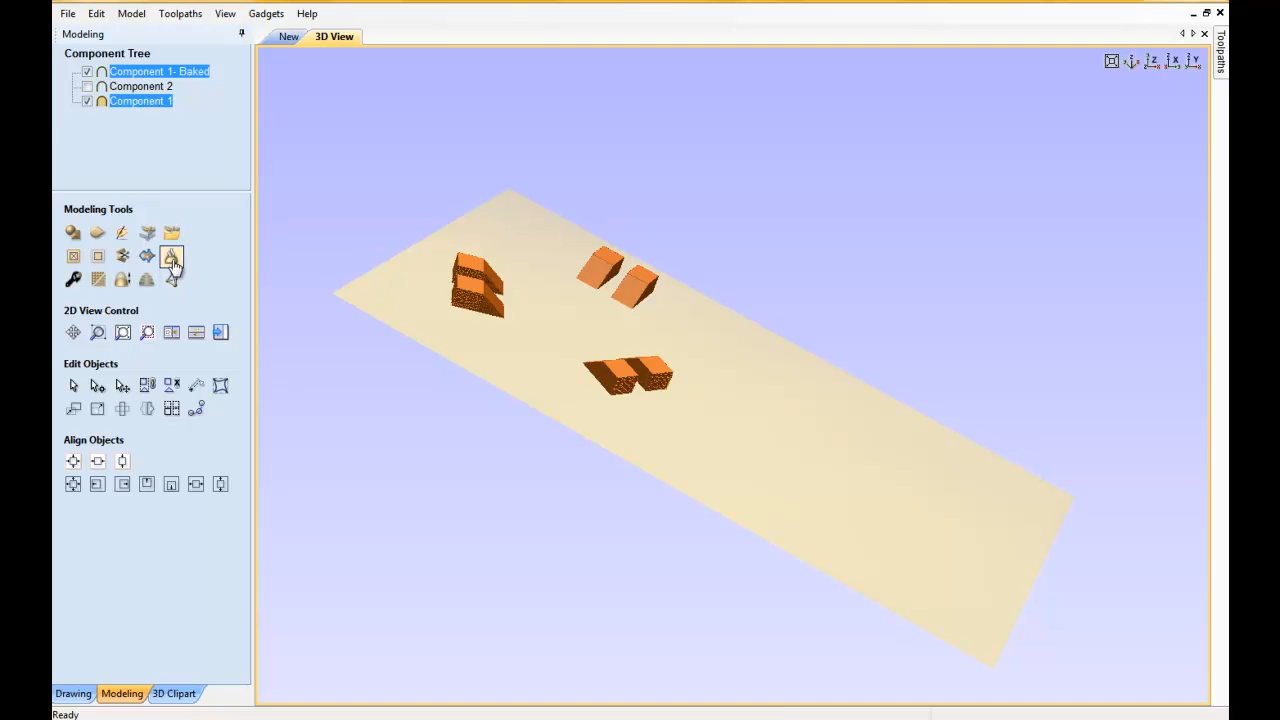 File Edit Model Toolpaths View Gadgets Help
Modeling
New 3D View
Toolpaths
Component Tree
Component 1- Baked
Component 2
Component 1
Modeling Tools
2D View Control
Edit Objects
Align Objects
Drawing Modeling 3D Clipart
Ready